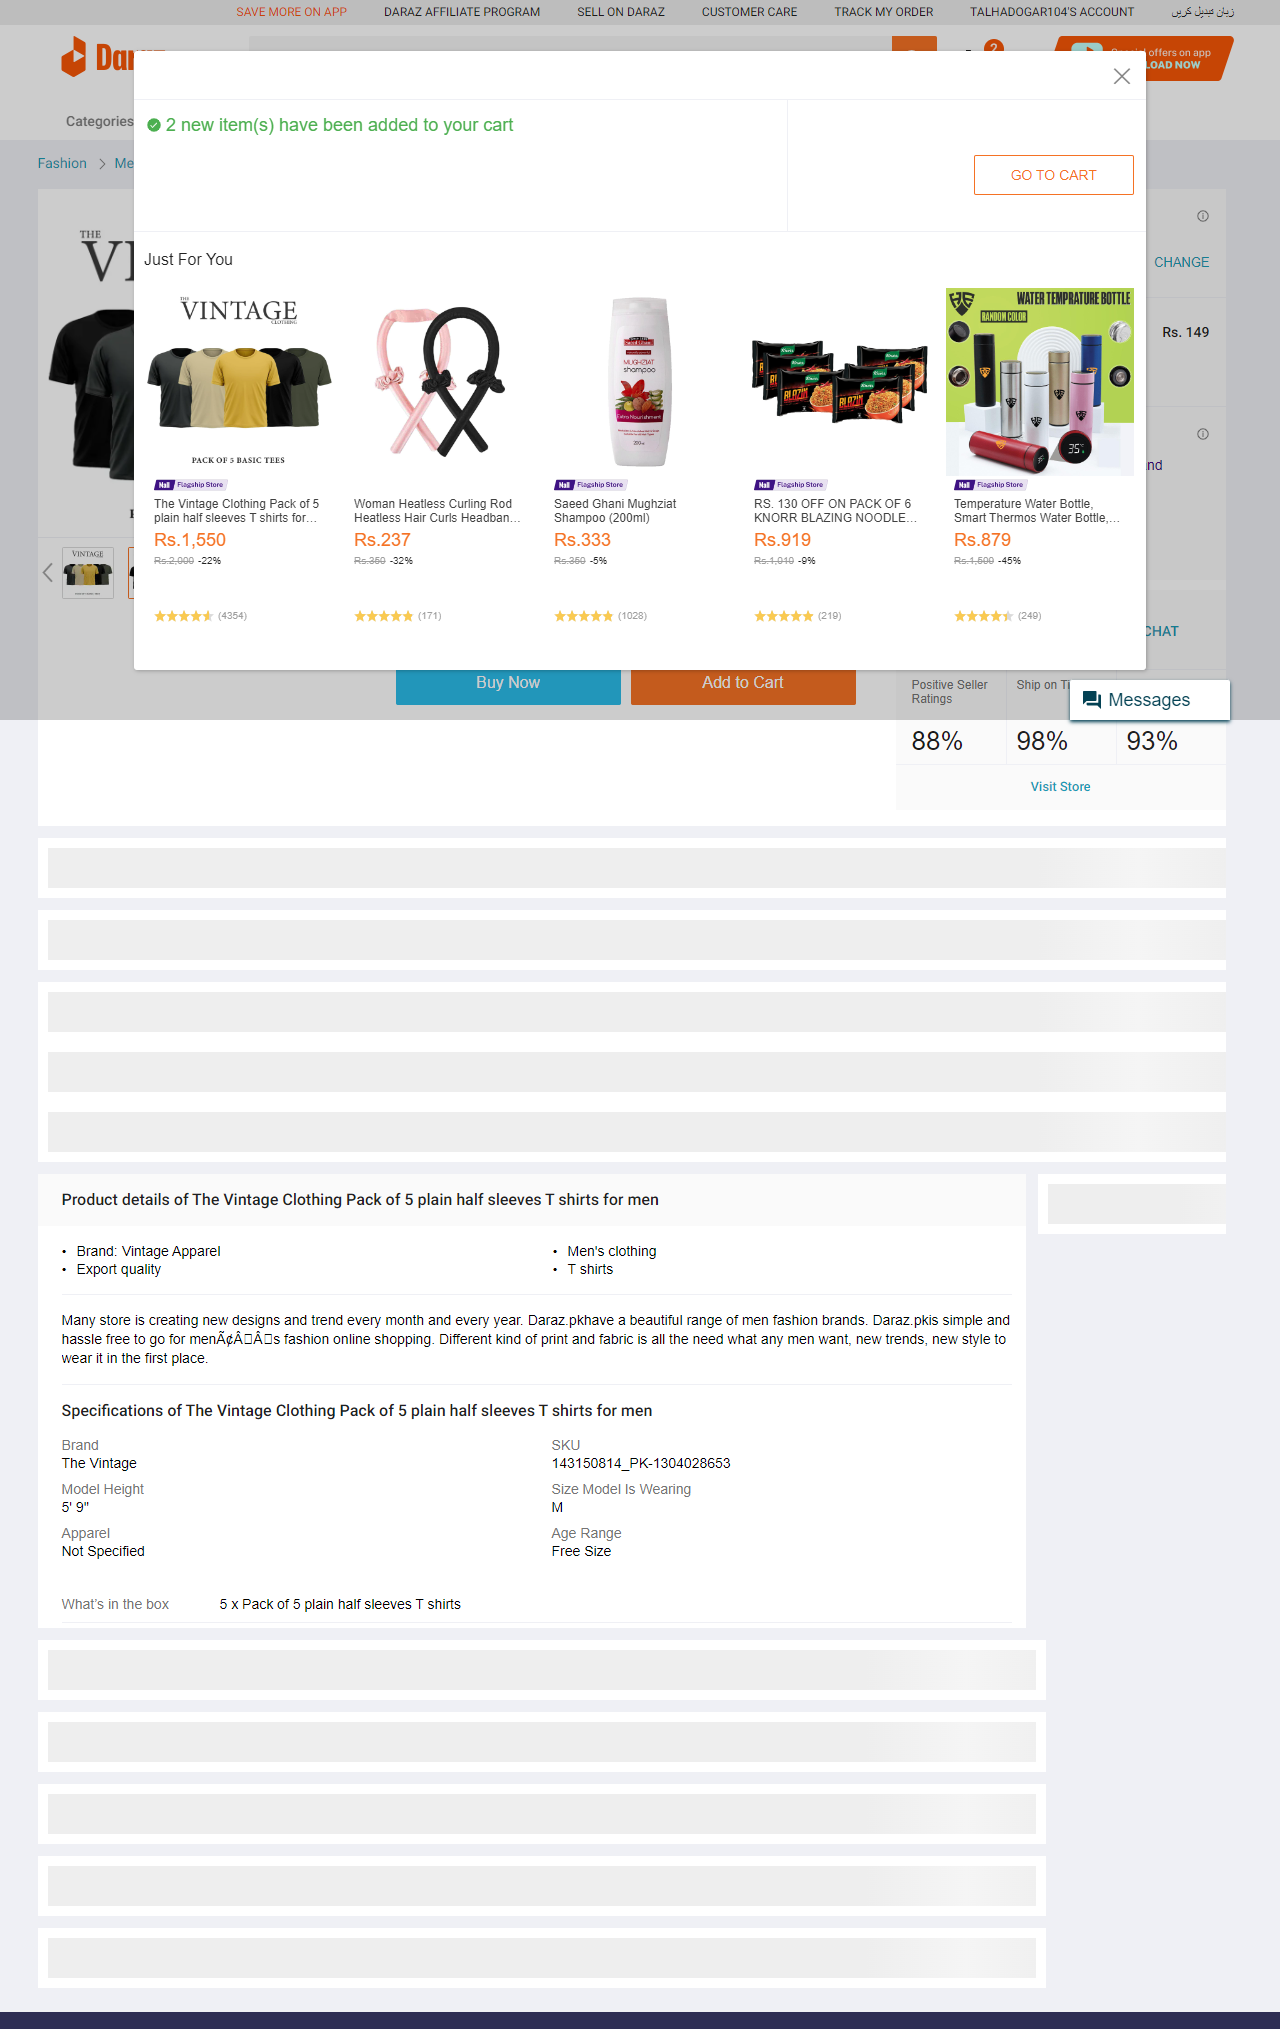 SAVE MORE ON APP DARAZ AFFILIATE PROGRAM SELL ON DARAZ CUSTOMER CARE TRACK MY ORDER TALHADOGAR104'S ACCOUNT زبان تبدیل کریں
2
offers on app
LOAD NOW
Categories
Fashion
2 new item(s) have been added to your cart
GO TO CART
Just For You
CHANGE
Rs. 149
THE
VINTAGE
CLOTHING
PACK OF 5 BASIC TEES
SAEED GHANI
MUGHZIAT
shampoo
Extra Nourishment
Knorr
BLAZIN
WATER TEMPRATURE BOTTLE
RANDOM COLOR
35°
Mall Flagship Store
The Vintage Clothing Pack of 5
plain half sleeves T shirts for...
Rs.1,550
Rs.2,000 -22%
(4354)
Woman Heatless Curling Rod
Heatless Hair Curls Headban...
Rs.237
Rs.350 -32%
(171)
Mall Flagship Store
Saeed Ghani Mughziat
Shampoo (200ml)
Rs.333
Rs.350 -5%
(1028)
Mall Flagship Store
RS. 130 OFF ON PACK OF 6
KNORR BLAZING NOODLE...
Rs.919
Rs.1,010 -9%
(219)
Mall Flagship Store
Temperature Water Bottle,
Smart Thermos Water Bottle,...
Rs.879
Rs.1,599 -45%
(249)
CHAT
Buy Now
Add to Cart
Positive Seller
Ratings
88%
Ship on
98%
93%
Messages
Visit Store
Product details of The Vintage Clothing Pack of 5 plain half sleeves T shirts for men
• Brand: Vintage Apparel
• Men's clothing
• Export quality
• T shirts
Many store is creating new designs and trend every month and every year. Daraz.pkhave a beautiful range of men fashion brands. Daraz.pkis simple and
hassle free to go for menÃ¢Â□Â□s fashion online shopping. Different kind of print and fabric is all the need what any men want, new trends, new style to
wear it in the first place.
Specifications of The Vintage Clothing Pack of 5 plain half sleeves T shirts for men
Brand
The Vintage
SKU
143150814_PK-1304028653
Model Height
5' 9"
Size Model Is Wearing
M
Apparel
Not Specified
Age Range
Free Size
What's in the box 5 x Pack of 5 plain half sleeves T shirts